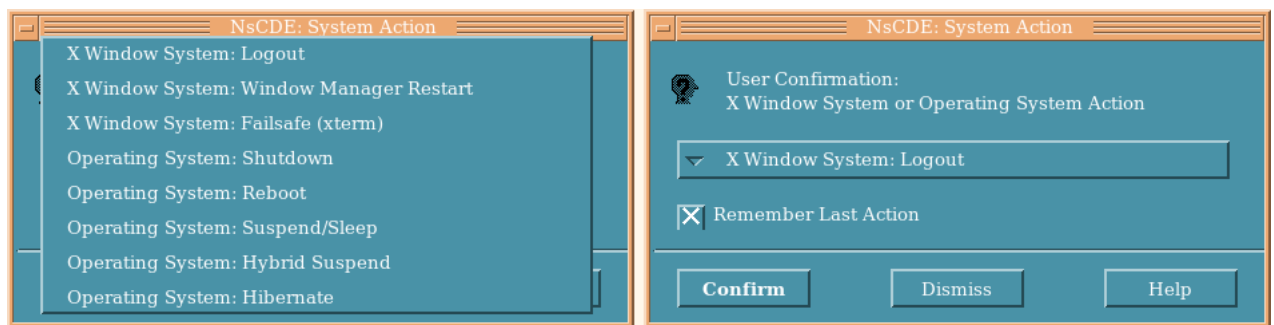 NsCDE: System Action
X Window System: Logout
X Window System: Window Manager Restart
X Window System: Failsafe (xterm)
Operating System: Shutdown
Operating System: Reboot
Operating System: Suspend/Sleep
Operating System: Hybrid Suspend
Operating System: Hibernate
NsCDE: System Action
User Confirmation:
X Window System or Operating System Action
X Window System: Logout
Remember Last Action
Confirm
Dismiss
Help